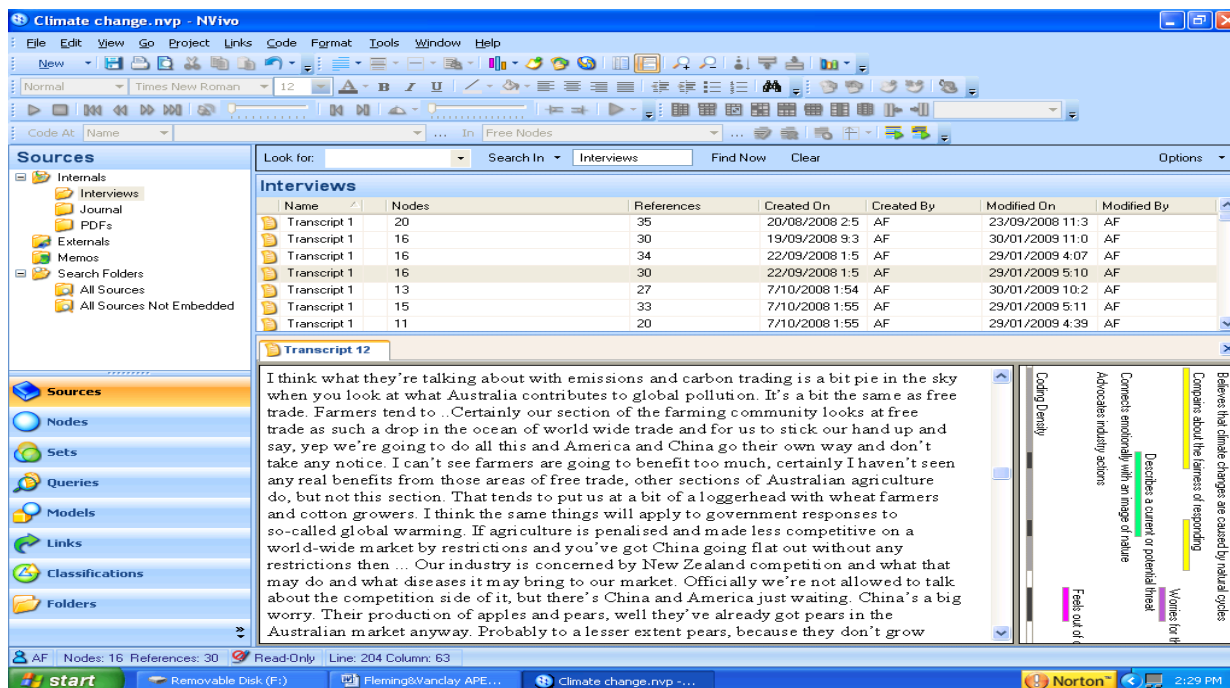 Climate change.nvp - NVivo
File Edit View Go Project Links Code Format Tools Window Help
New
Normal Times New Roman 12 A B I U
Code At Name ... In Free Nodes ...
Sources
Internals
Interviews
Journal
PDFs
Externals
Memos
Search Folders
All Sources
All Sources Not Embedded
Sources
Nodes
Sets
Queries
Models
Links
Classifications
Folders
Look for: Search In Interviews Find Now Clear Options
Interviews
Name Nodes References Created On Created By Modified On Modified By
Transcript 1 20 35 20/08/2008 2:5 AF 23/09/2008 11:3 AF
Transcript 1 16 30 19/09/2008 9:3 AF 30/01/2009 11:0 AF
Transcript 1 16 34 22/09/2008 1:5 AF 29/01/2009 4:07 AF
Transcript 1 16 30 22/09/2008 1:5 AF 29/01/2009 5:10 AF
Transcript 1 13 27 7/10/2008 1:54 AF 30/01/2009 10:2 AF
Transcript 1 15 33 7/10/2008 1:55 AF 29/01/2009 5:11 AF
Transcript 1 11 20 7/10/2008 1:55 AF 29/01/2009 4:39 AF
Transcript 12
I think what they're talking about with emissions and carbon trading is a bit pie in the sky
when you look at what Australia contributes to global pollution. It's a bit the same as free
trade. Farmers tend to ..Certainly our section of the farming community looks at free
trade as such a drop in the ocean of world wide trade and for us to stick our hand up and
say, yep we're going to do all this and America and China go their own way and don't
take any notice. I can't see farmers are going to benefit too much, certainly I haven't seen
any real benefits from those areas of free trade, other sections of Australian agriculture
do, but not this section. That tends to put us at a bit of a loggerhead with wheat farmers
and cotton growers. I think the same things will apply to government responses to
so-called global warming. If agriculture is penalised and made less competitive on a
world-wide market by restrictions and you've got China going flat out without any
restrictions then ... Our industry is concerned by New Zealand competition and what that
may do and what diseases it may bring to our market. Officially we're not allowed to talk
about the competition side of it, but there's China and America just waiting. China's a big
worry. Their production of apples and pears, well they've already got pears in the
Australian market anyway. Probably to a lesser extent pears, because they don't grow
Coding Density
Advocates industry actions
Connects emotionally with an image of nature
Describes a current or potential threat
Complains about the fairness of responding
Believes that climate changes are caused by natural cycles
Feels out of c
Worries for th
AF Nodes: 16 References: 30 Read-Only Line: 204 Column: 63
start Removable Disk (F:) Fleming&Vanclay APE... Climate change.nvp -... Norton™ 2:29 PM